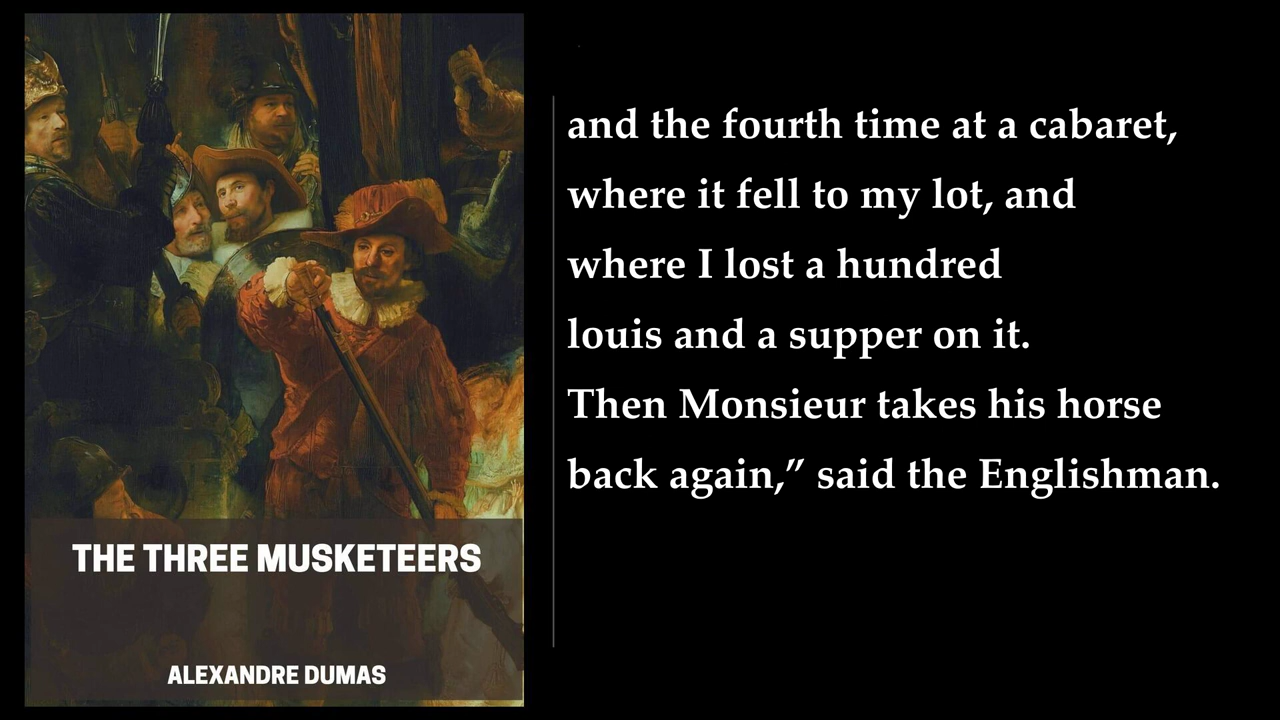 THE THREE MUSKETEERS
ALEXANDRE DUMAS
and the fourth time at a cabaret,
where it fell to my lot, and
where I lost a hundred
louis and a supper on it.
Then Monsieur takes his horse
back again,” said the Englishman.